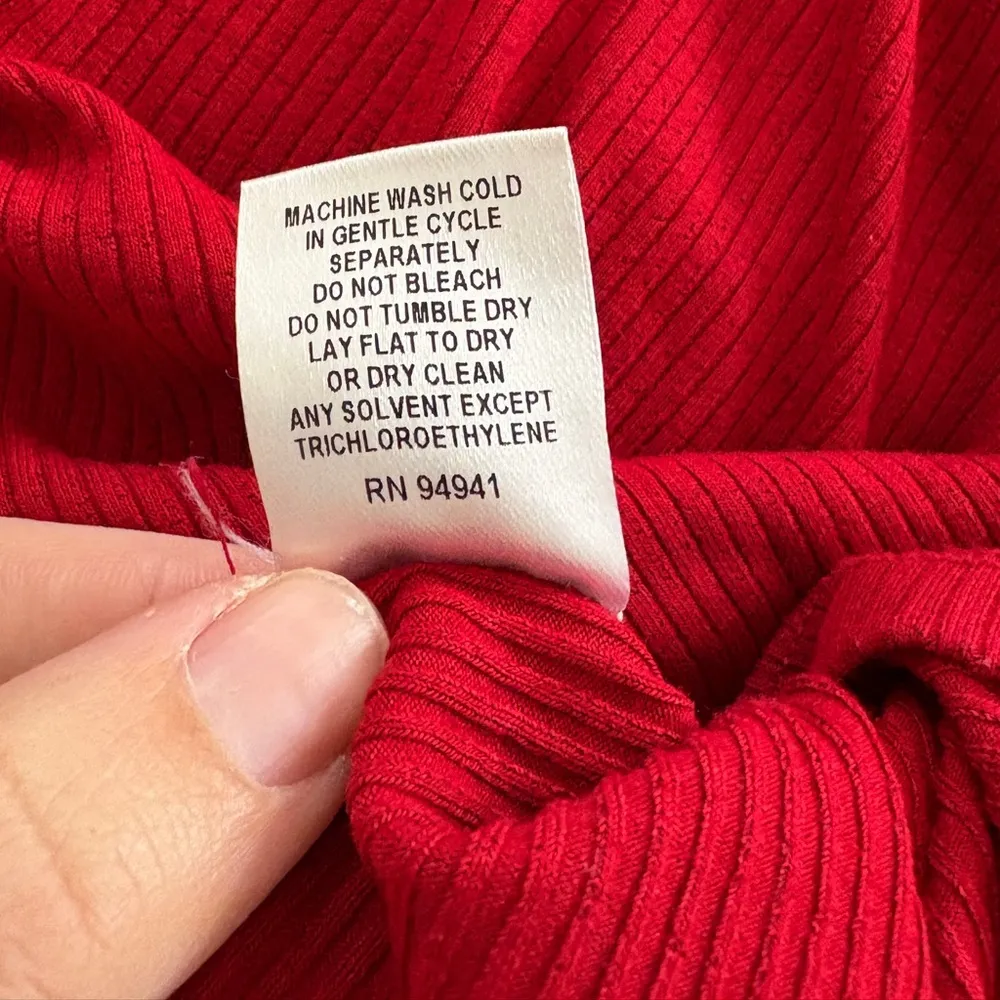 MACHINE WASH COLD
IN GENTLE CYCLE
SEPARATELY
DO NOT BLEACH
DO NOT TUMBLE DRY
LAY FLAT TO DRY
OR DRY CLEAN
ANY SOLVENT EXCEPT
TRICHLOROETHYLENE
RN 94941